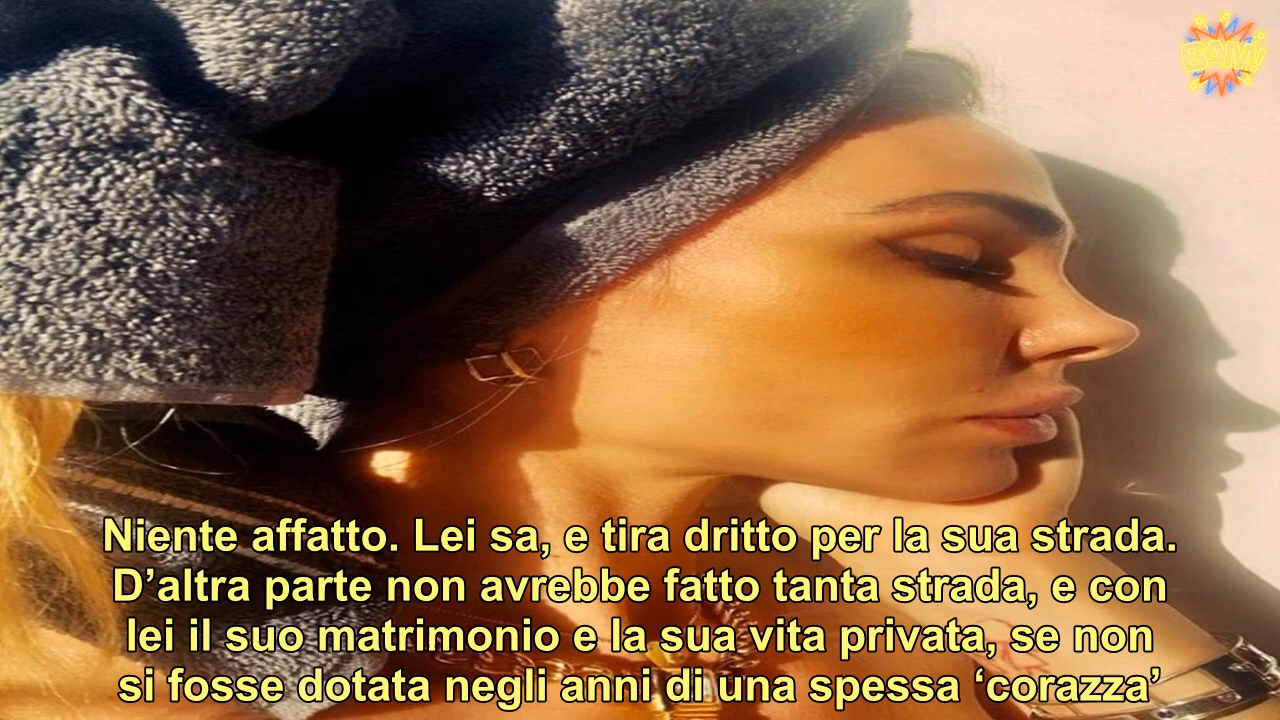 BAM!
Niente affatto. Lei sa, e tira dritto per la sua strada.
D’altra parte non avrebbe fatto tanta strada, e con
lei il suo matrimonio e la sua vita privata, se non
si fosse dotata negli anni di una spessa ‘corazza’